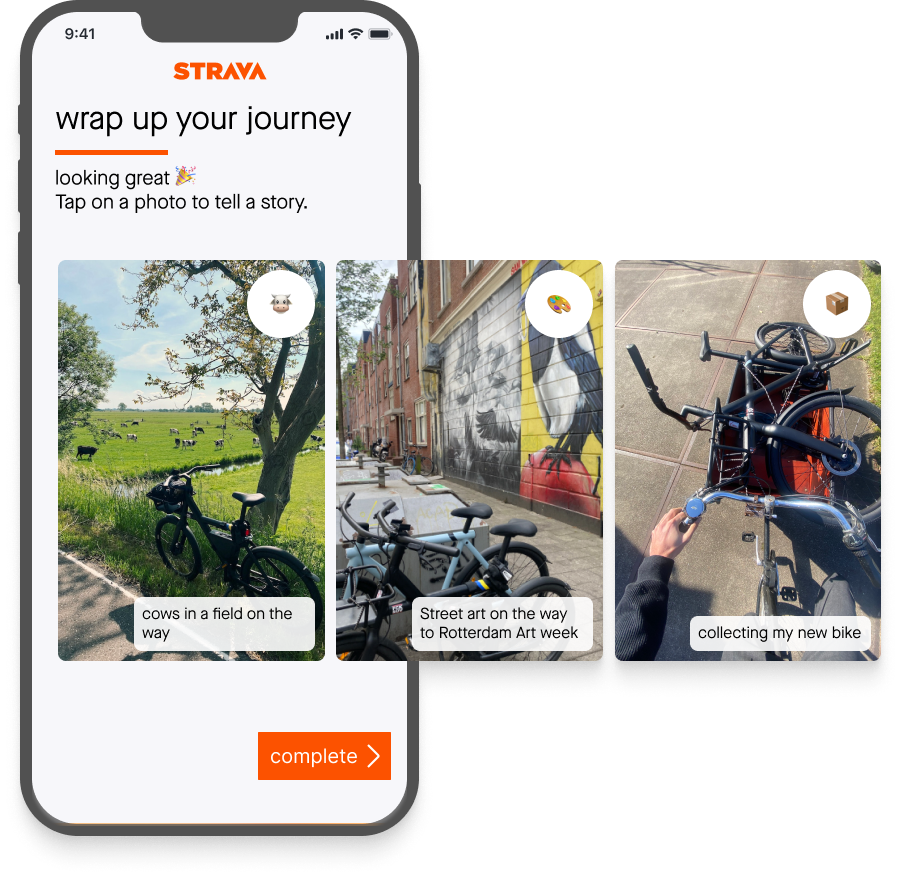 9:41
STRAVA
wrap up your journey
looking great 🎉
Tap on a photo to tell a story.
cows in a field on the
way
Street art on the way
to Rotterdam Art week
collecting my new bike
complete